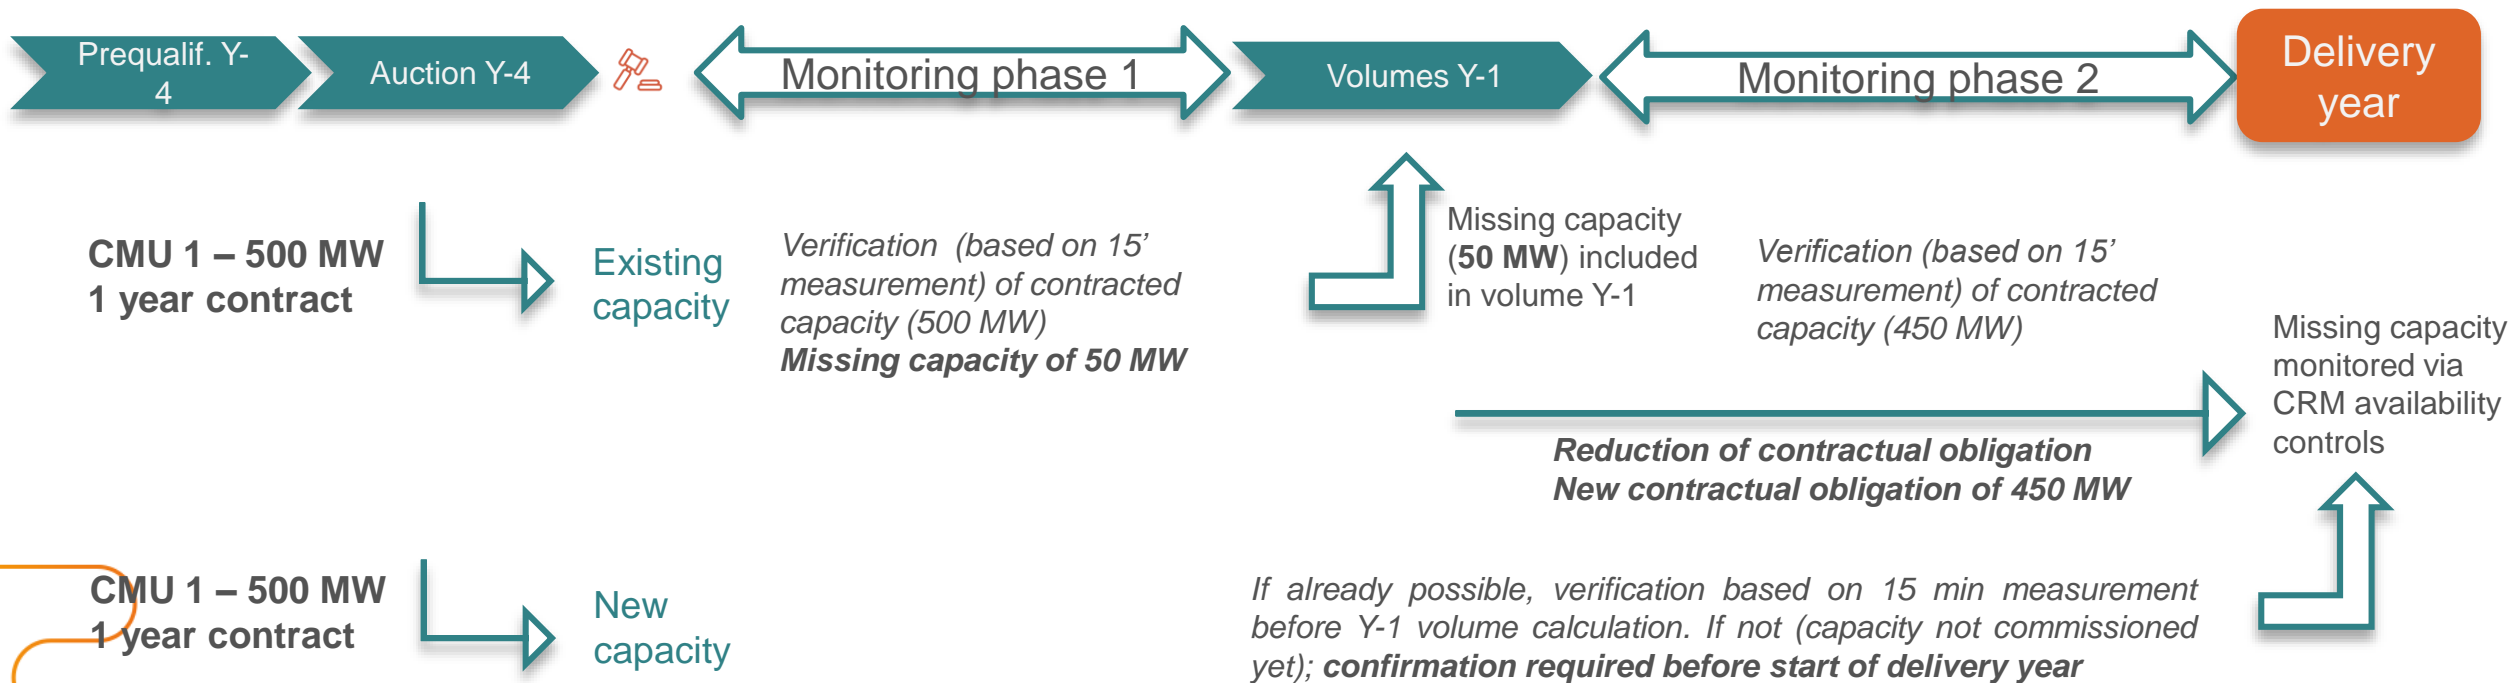 Prequalif. Y-
4
Auction Y-4
Monitoring phase 1
Volumes Y-1
Monitoring phase 2
Delivery
year
CMU 1 – 500 MW
1 year contract
Existing
capacity
Verification (based on 15’
measurement) of contracted
capacity (500 MW)
Missing capacity of 50 MW
Missing capacity
(50 MW) included
in volume Y-1
Verification (based on 15’
measurement) of contracted
capacity (450 MW)
Missing capacity
monitored via
CRM availability
controls
Reduction of contractual obligation
New contractual obligation of 450 MW
CMU 1 – 500 MW
1 year contract
New
capacity
If already possible, verification based on 15 min measurement
before Y-1 volume calculation. If not (capacity not commissioned
yet); confirmation required before start of delivery year